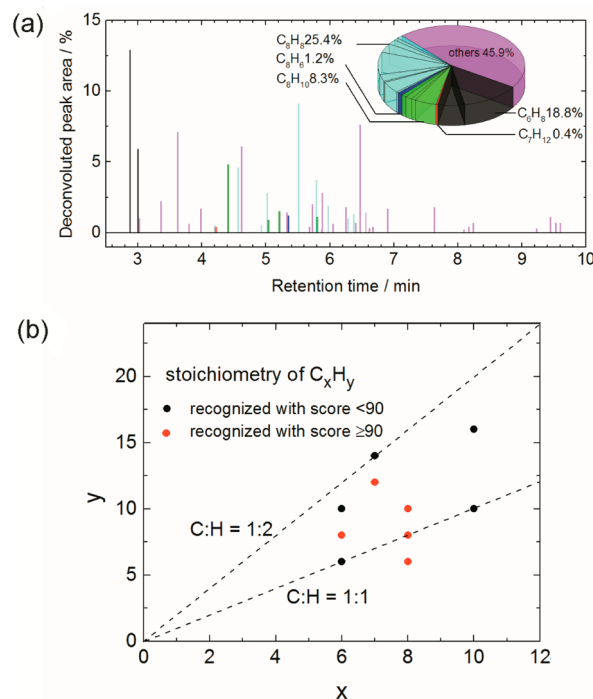 (a)
Deconvoluted peak area / %
15
10
5
0
3 4 5 6 7 8 9 10
Retention time / min
C8H8 25.4%
C8H6 1.2%
C8H10 8.3%
others 45.9%
C6H8 18.8%
C7H12 0.4%
(b)
y
20
15
10
5
0
0 2 4 6 8 10 12
x
stoichiometry of CxHy
recognized with score <90
recognized with score ≥90
C:H = 1:2
C:H = 1:1